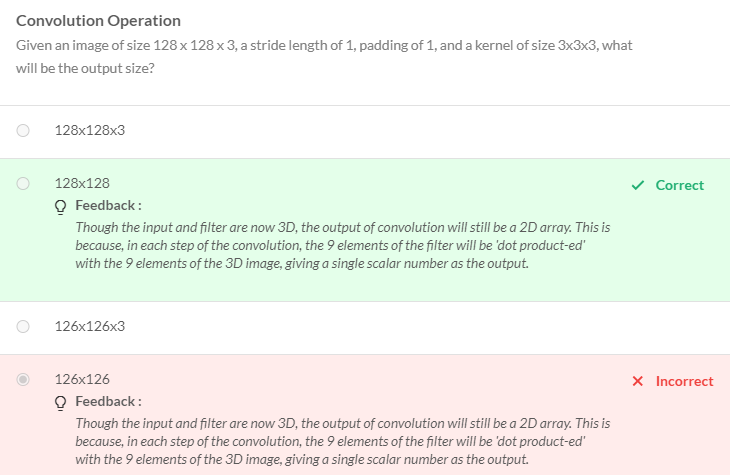 Convolution Operation
Given an image of size 128 x 128 x 3, a stride length of 1, padding of 1, and a kernel of size 3x3x3, what
will be the output size?
128x128x3
128x128
Correct
Feedback :
Though the input and filter are now 3D, the output of convolution will still be a 2D array. This is
because, in each step of the convolution, the 9 elements of the filter will be 'dot product-ed'
with the 9 elements of the 3D image, giving a single scalar number as the output.
126x126x3
126x126
Incorrect
Feedback :
Though the input and filter are now 3D, the output of convolution will still be a 2D array. This is
because, in each step of the convolution, the 9 elements of the filter will be 'dot product-ed'
with the 9 elements of the 3D image, giving a single scalar number as the output.